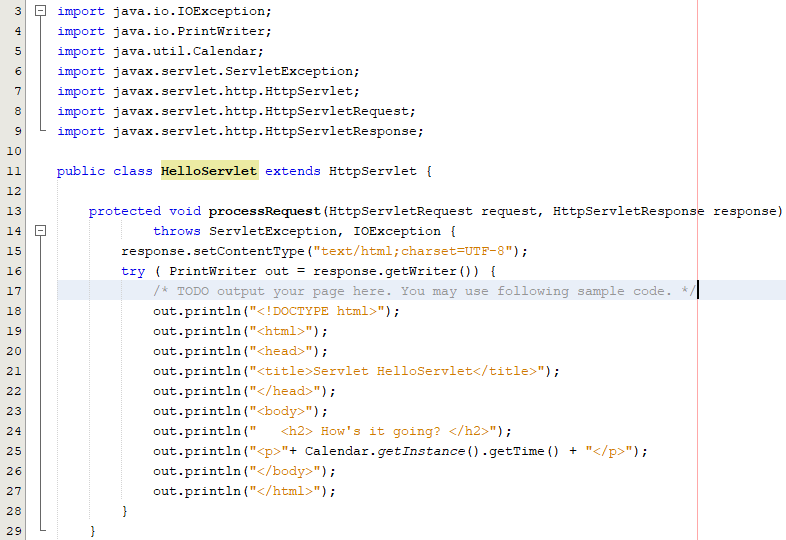 3 import java.io.IOException;
4 import java.io.PrintWriter;
5 import java.util.Calendar;
6 import javax.servlet.ServletException;
7 import javax.servlet.http.HttpServlet;
8 import javax.servlet.http.HttpServletRequest;
9 import javax.servlet.http.HttpServletResponse;
10
11 public class HelloServlet extends HttpServlet {
12
13     protected void processRequest(HttpServletRequest request, HttpServletResponse response)
14             throws ServletException, IOException {
15         response.setContentType("text/html;charset=UTF-8");
16         try ( PrintWriter out = response.getWriter()) {
17             /* TODO output your page here. You may use following sample code. */
18             out.println("<!DOCTYPE html>");
19             out.println("<html>");
20             out.println("<head>");
21             out.println("<title>Servlet HelloServlet</title>");
22             out.println("</head>");
23             out.println("<body>");
24             out.println("   <h2> How's it going? </h2>");
25             out.println("<p>"+ Calendar.getInstance().getTime() + "</p>");
26             out.println("</body>");
27             out.println("</html>");
28         }
29     }